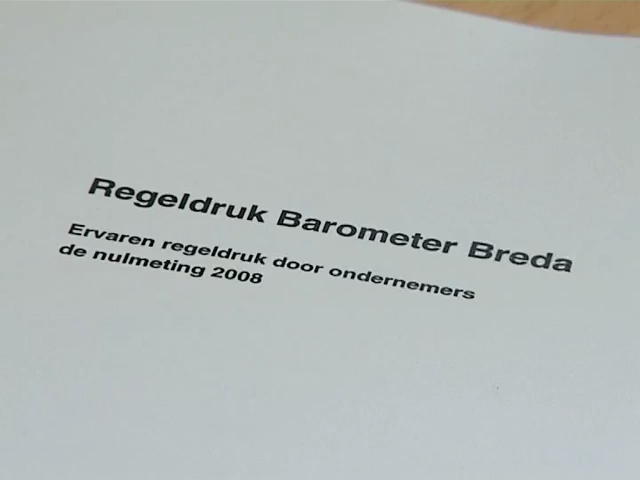 Regeldruk Barometer Breda
Ervaren regeldruk door ondernemers
de nulmeting 2008